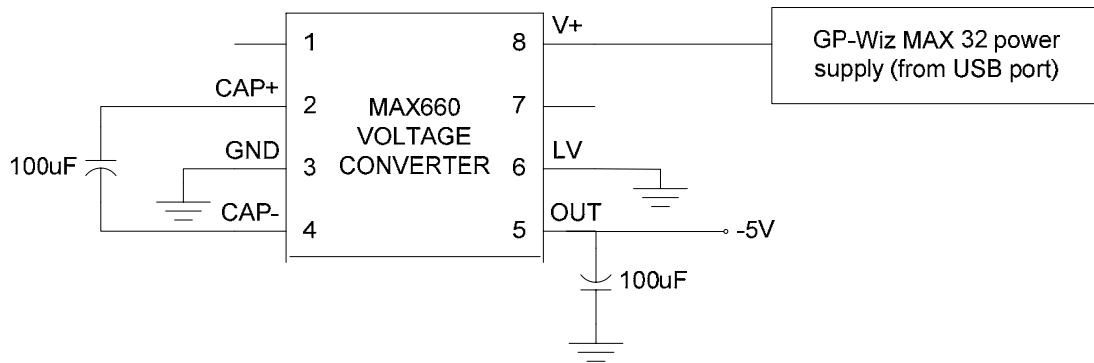 V+
1
8
GP-Wiz MAX 32 power
supply (from USB port)
CAP+
2
MAX660
VOLTAGE
CONVERTER
7
100uF
GND
3
LV
6
CAP-
4
OUT
5
-5V
100uF